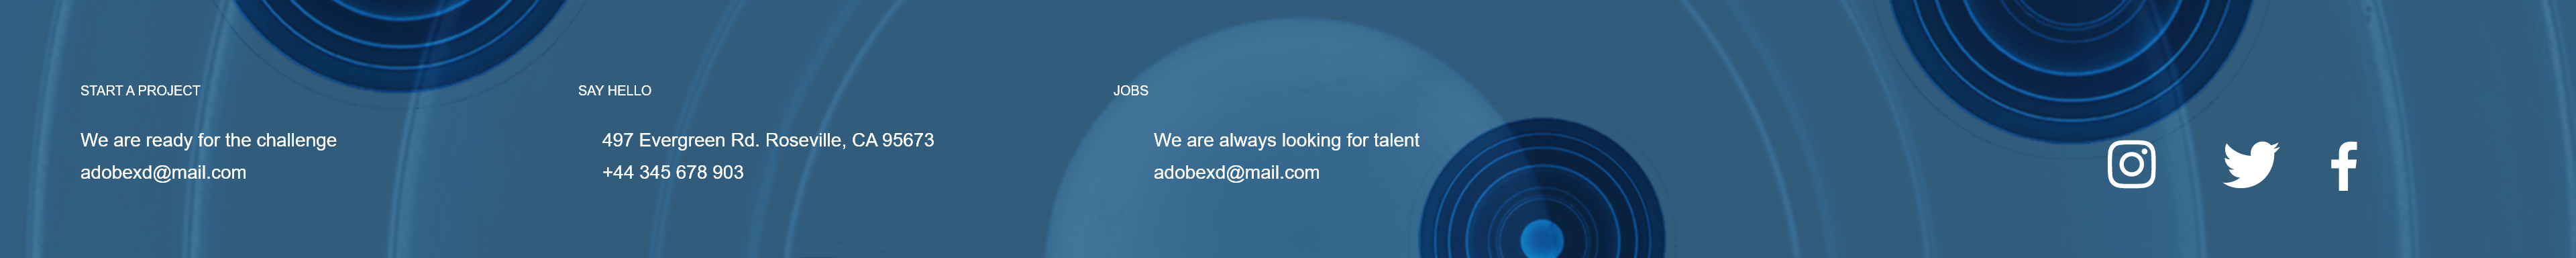 START A PROJECT
We are ready for the challenge
adobexd@mail.com
SAY HELLO
497 Evergreen Rd. Roseville, CA 95673
+44 345 678 903
JOBS
We are always looking for talent
adobexd@mail.com